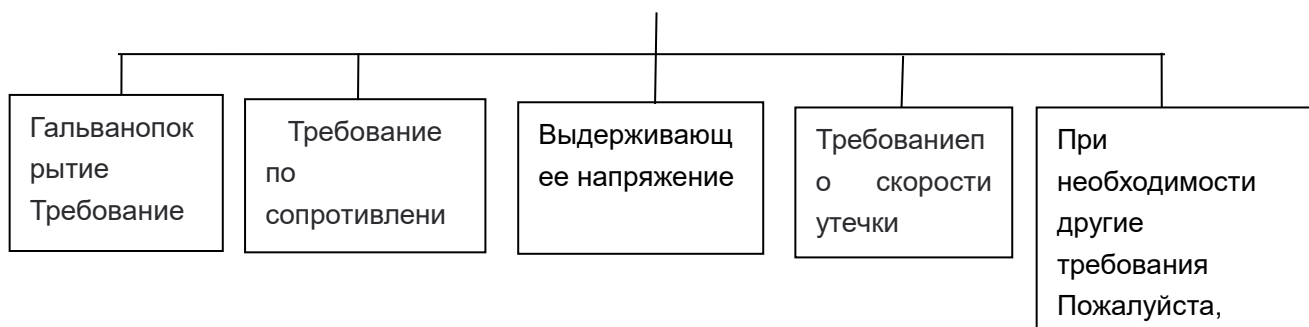 Гальванопок
рытие
Требование
Требование
по
сопротивлени
Выдерживающ
ее напряжение
Требованиеп
о скорости
утечки
При
необходимости
другие
требования
Пожалуйста,